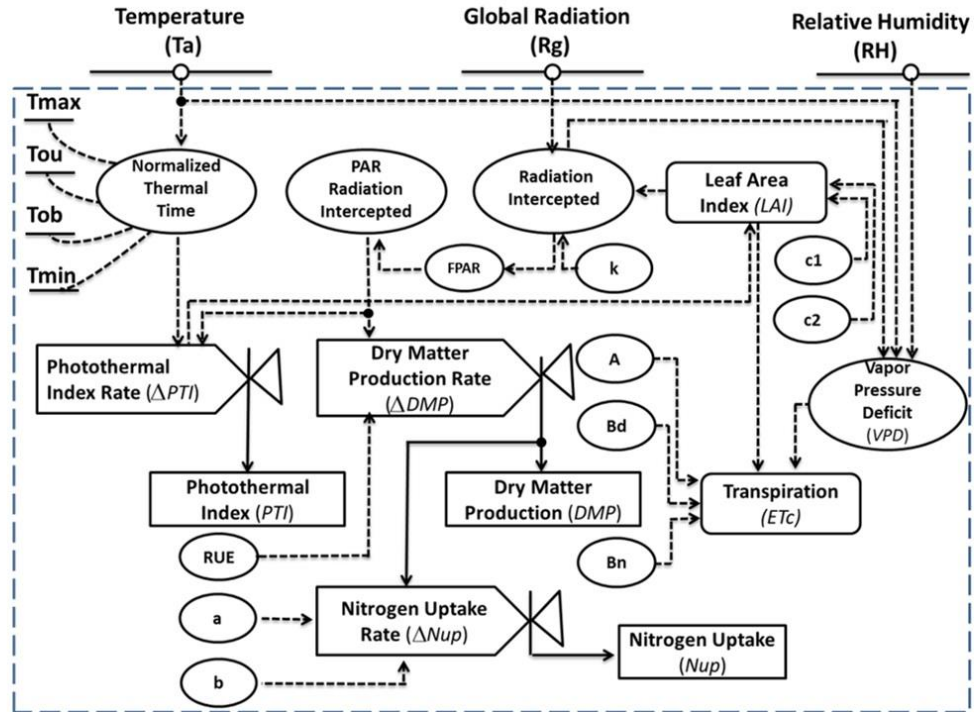 Temperature
(Ta)
Global Radiation
(Rg)
Relative Humidity
(RH)
Tmax
Tou
Tob
Tmin
Normalized
Thermal
Time
PAR
Radiation
Intercepted
Radiation
Intercepted
Leaf Area
Index (LAI)
FPAR
k
c1
c2
Photothermal
Index Rate (ΔPTI)
Dry Matter
Production Rate
(ΔDMP)
A
Bd
Bn
Vapor
Pressure
Deficit
(VPD)
Photothermal
Index (PTI)
Dry Matter
Production (DMP)
Transpiration
(ETc)
RUE
a
b
Nitrogen Uptake
Rate (ΔNup)
Nitrogen Uptake
(Nup)